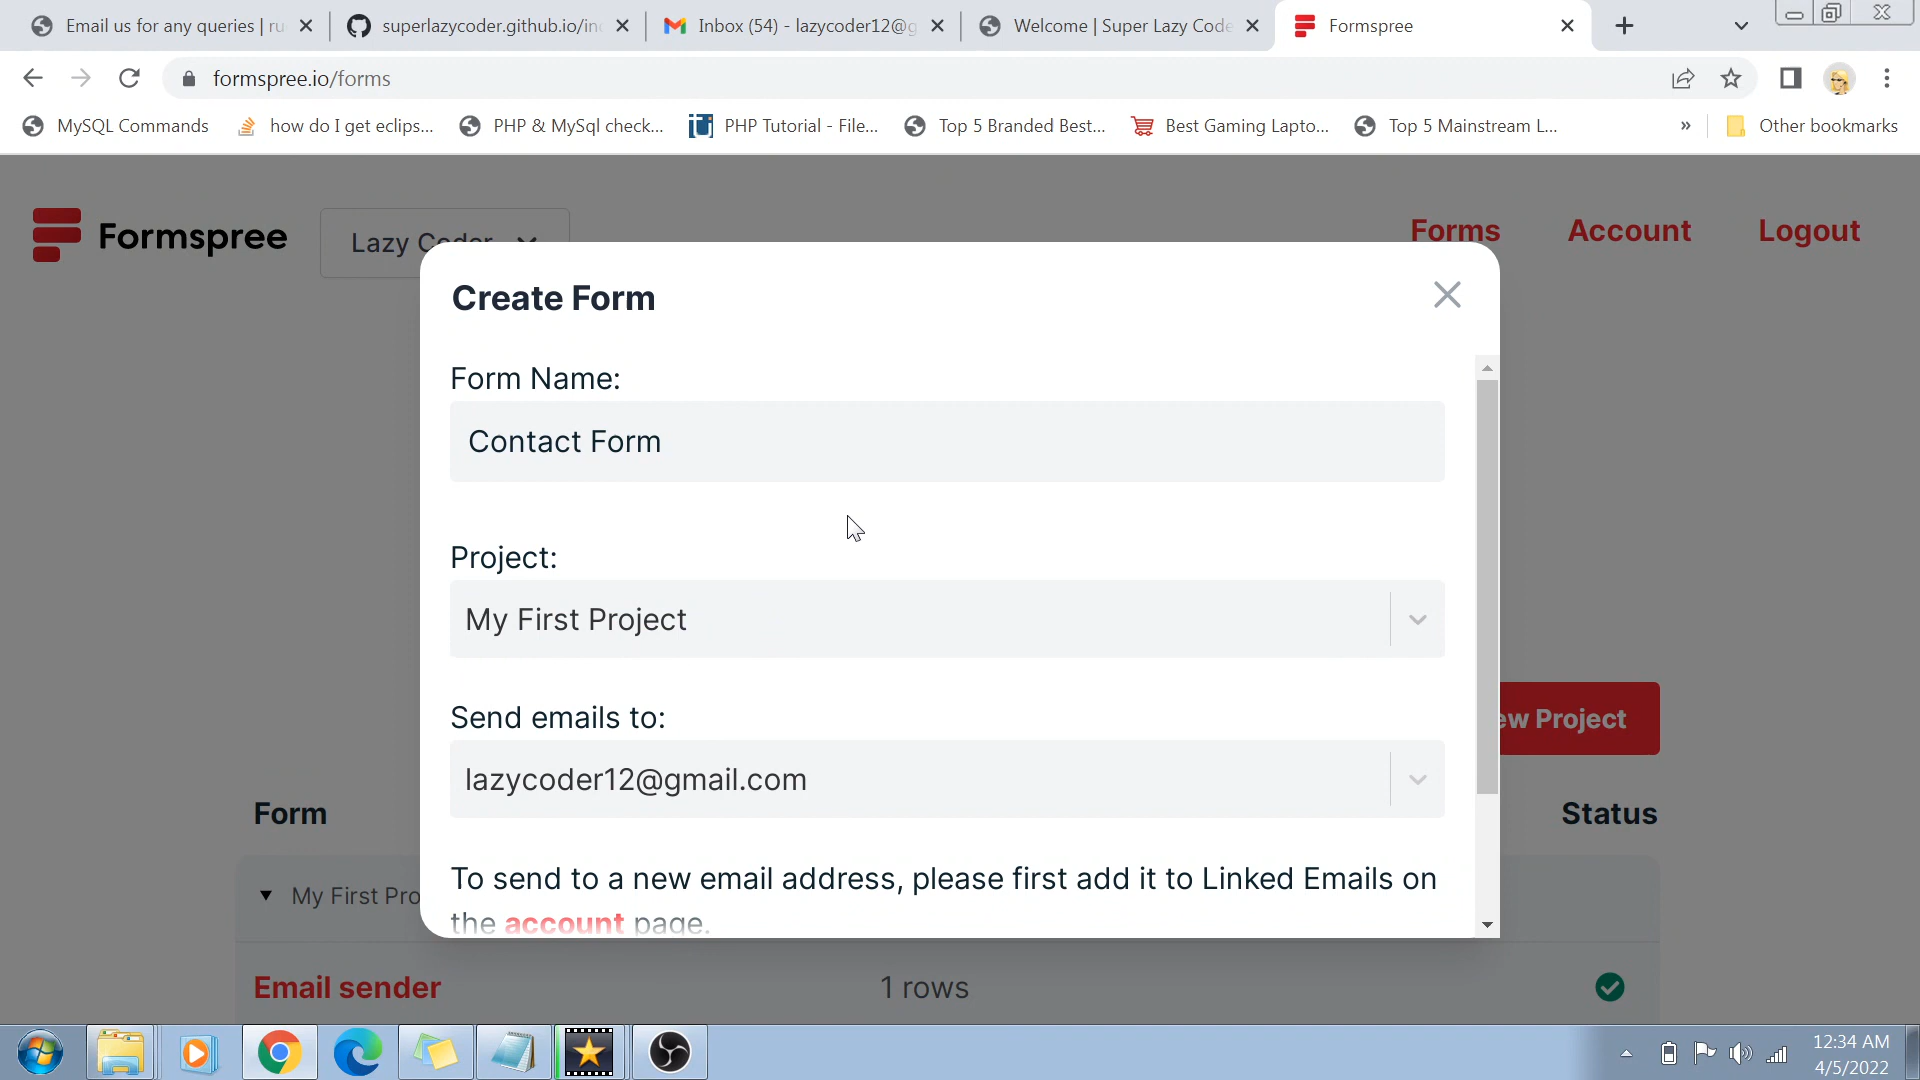 Email us for any queries | ru
superlazycoder.github.io/in
Inbox (54) - lazycoder12@g
Welcome | Super Lazy Code
Formspree
formspree.io/forms
MySQL Commands
how do I get eclips...
PHP & MySql check...
PHP Tutorial - File...
Top 5 Branded Best...
Best Gaming Lapto...
Top 5 Mainstream L...
»
Other bookmarks
Formspree
Lazy Coder
Forms
Account
Logout
Create Form
Form Name:
Contact Form
Project:
My First Project
Send emails to:
lazycoder12@gmail.com
To send to a new email address, please first add it to Linked Emails on
the account page.
ew Project
Form
Status
My First Pro
Email sender
1 rows
12:34 AM
4/5/2022